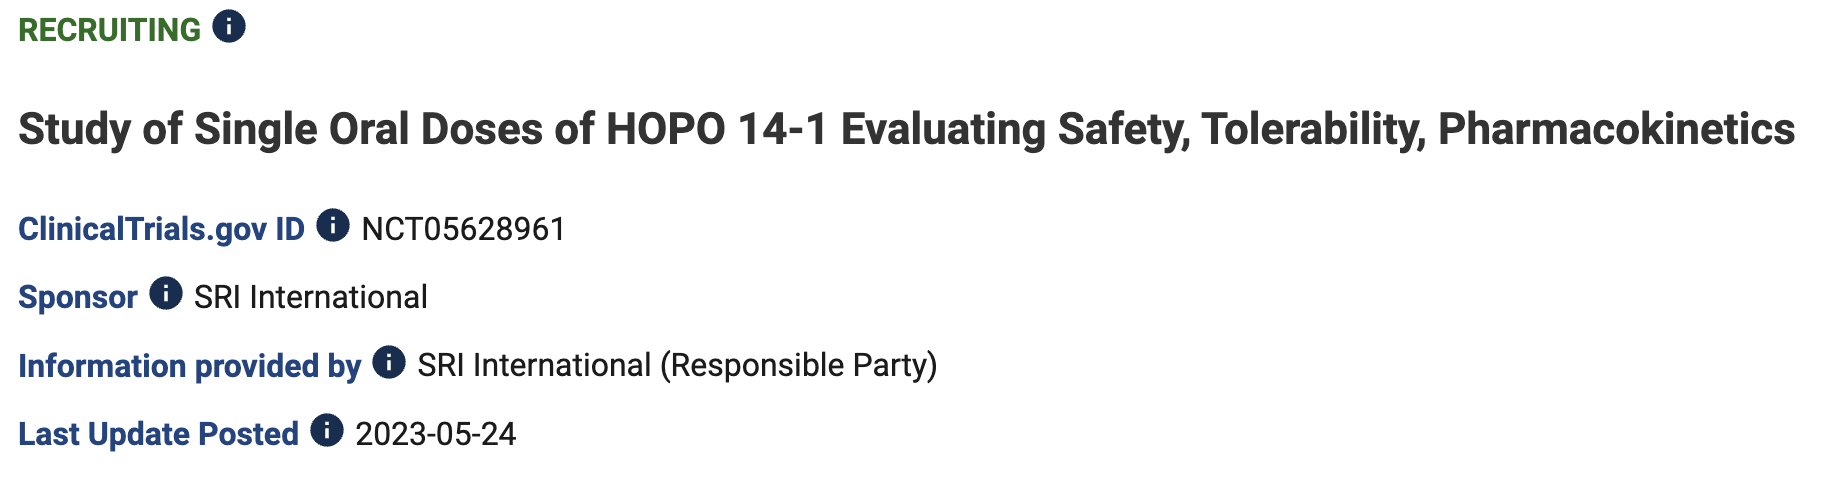 RECRUITING
Study of Single Oral Doses of HOPO 14-1 Evaluating Safety, Tolerability, Pharmacokinetics
ClinicalTrials.gov ID i NCT05628961
Sponsor i SRI International
Information provided by i SRI International (Responsible Party)
Last Update Posted i 2023-05-24